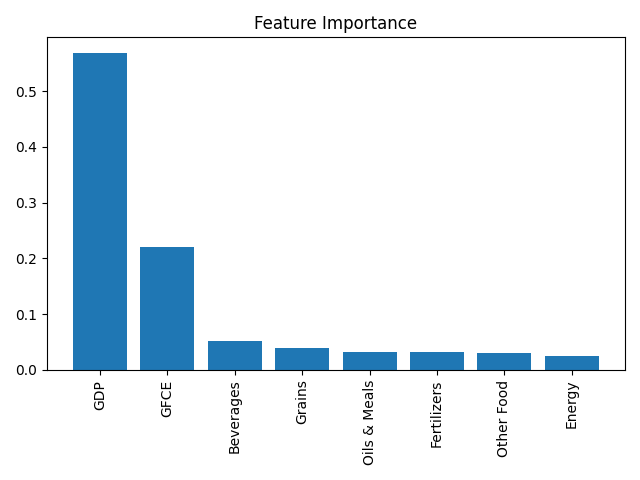 Feature Importance
0.5
0.4
0.3
0.2
0.1
0.0
GDP
GFCE
Beverages
Grains
Oils & Meals
Fertilizers
Other Food
Energy